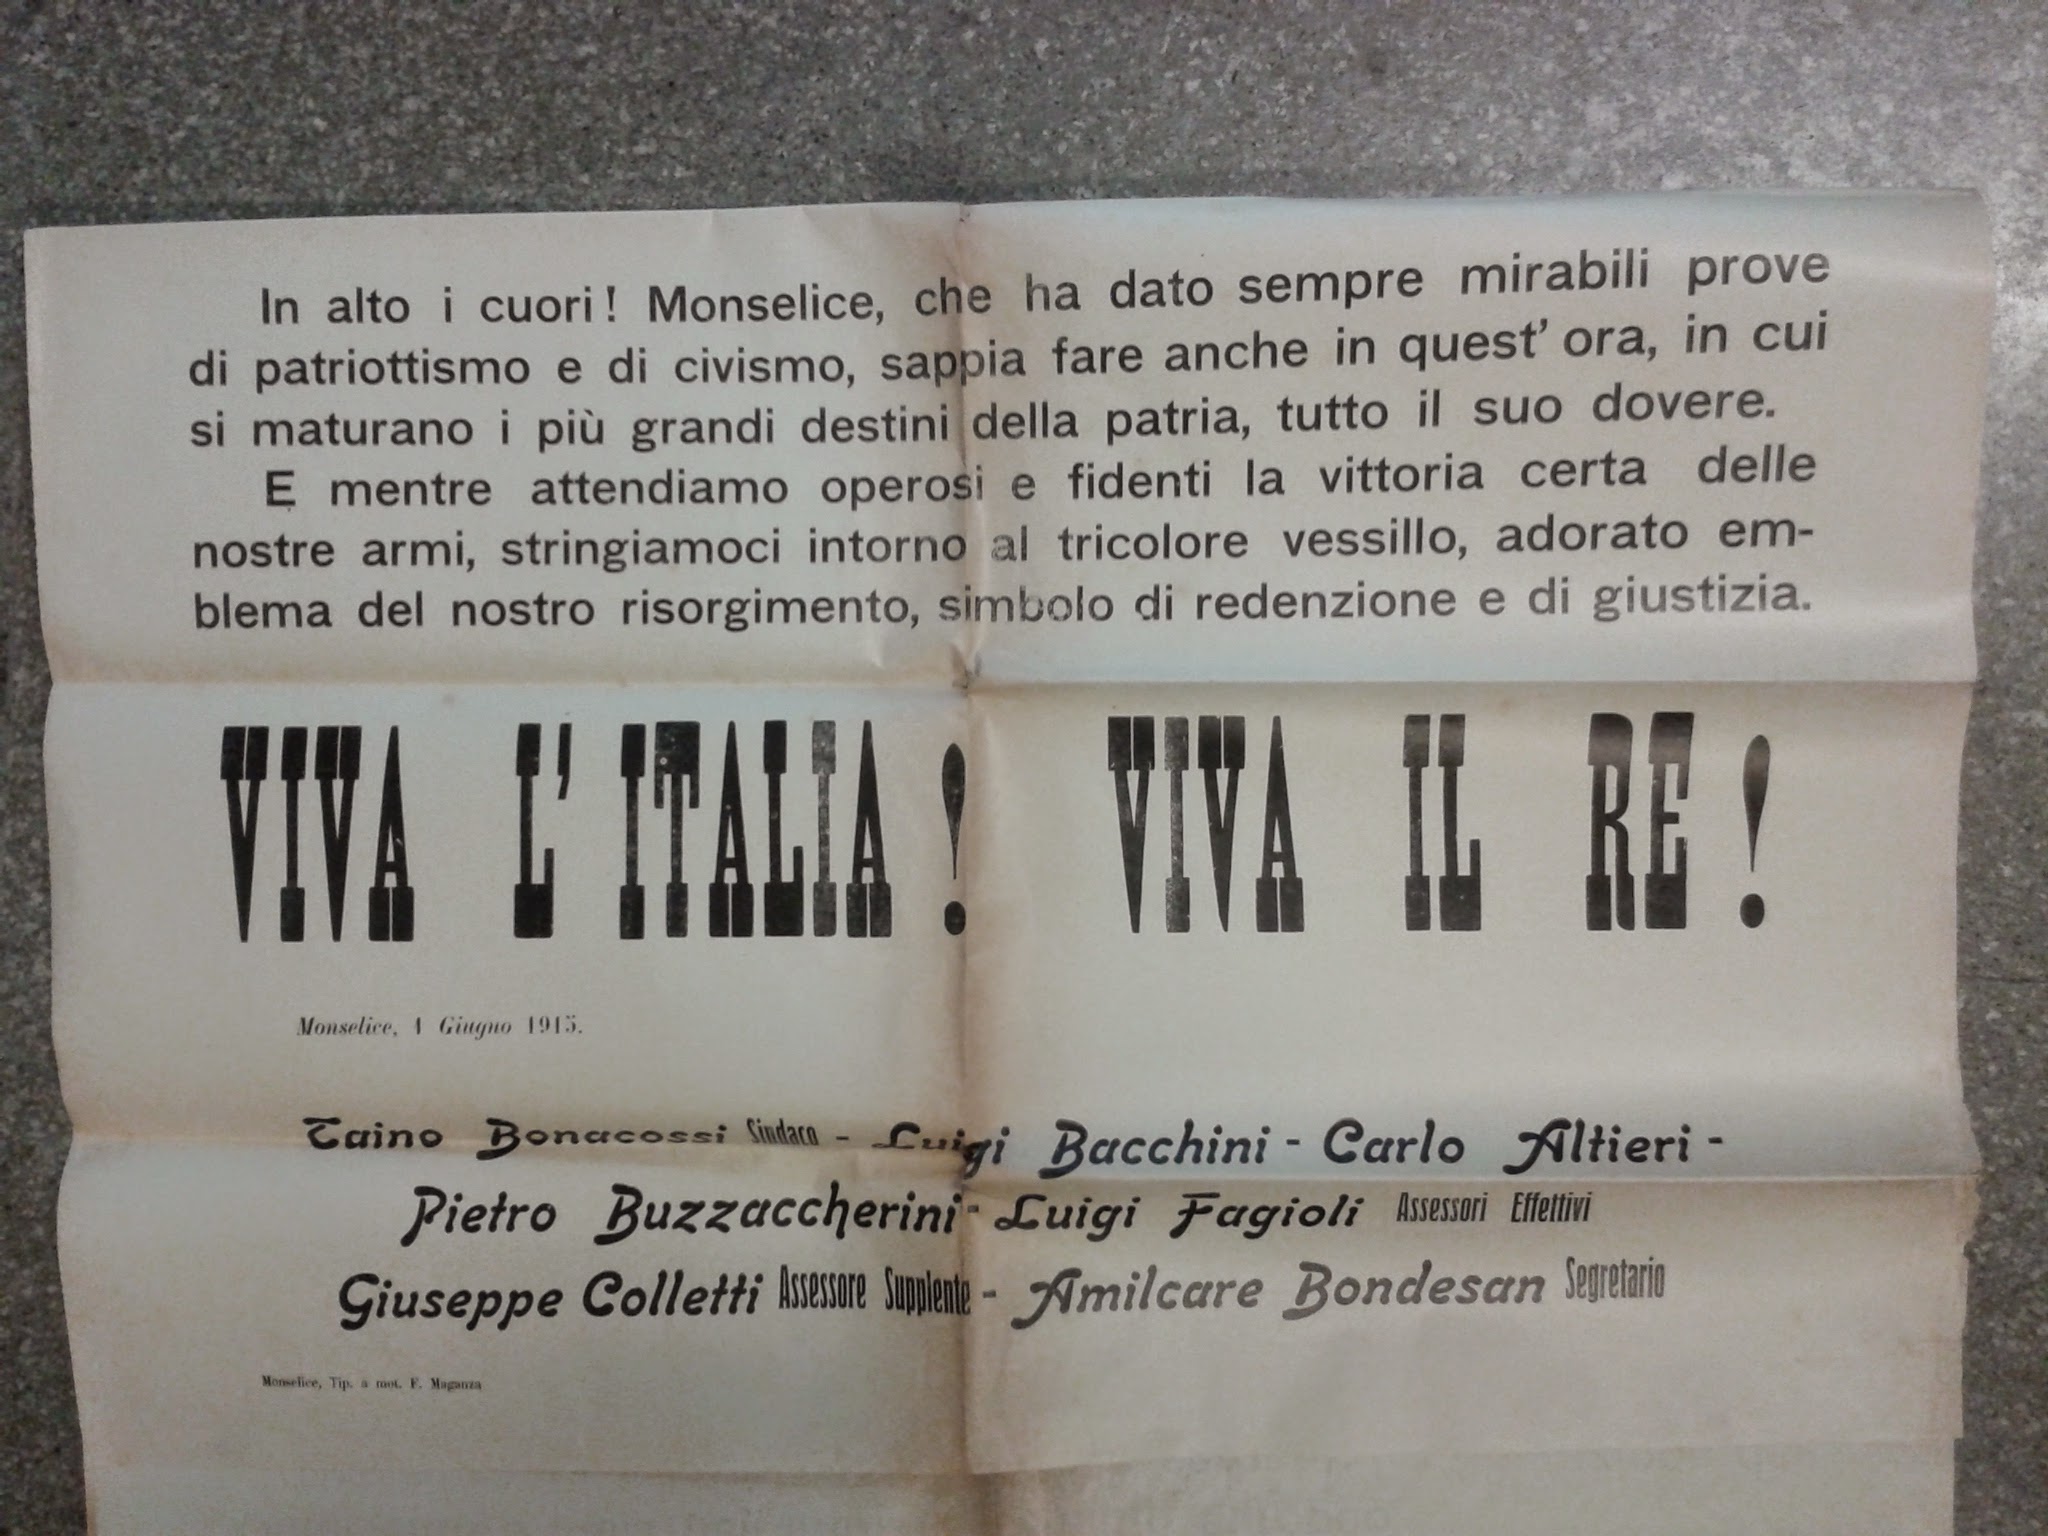 In alto i cuori! Monselice, che ha dato sempre mirabili prove
di patriottismo e di civismo, sappia fare anche in quest' ora, in cui
si maturano i più grandi destini della patria, tutto il suo dovere.
E mentre attendiamo operosi e fidenti la vittoria certa delle
nostre armi, stringiamoci intorno al tricolore vessillo, adorato em-
blema del nostro risorgimento, simbolo di redenzione e di giustizia.
VIVA L' ITALIA! VIVA IL RE!
Monselice, 1 Giugno 1915.
Taino Bonacossi Sindaco - Luigi Bacchini - Carlo Altieri -
Pietro Buzzaccherini - Luigi Fagioli Assessori Effettivi
Giuseppe Colletti Assessore Supplente - Amilcare Bondesan Segretario
Monselice, Tip. a mot. F. Maganza